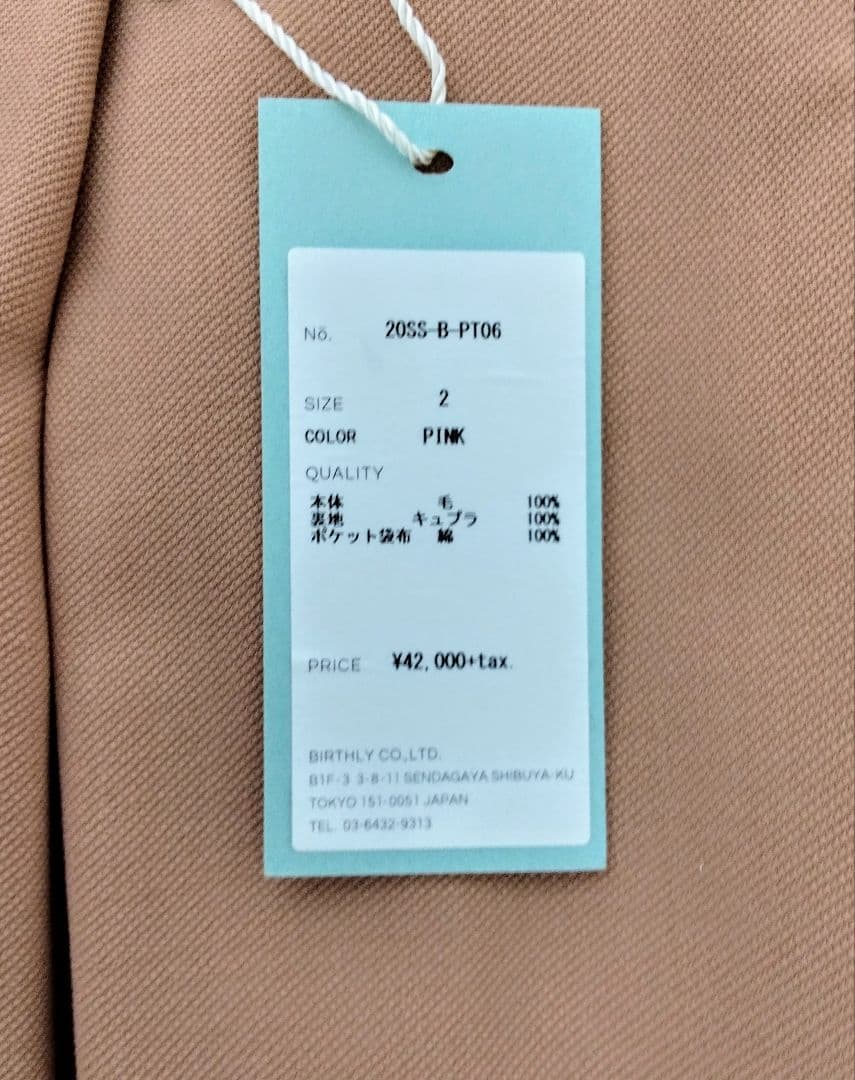 No. 20SS-B-PT06
SIZE 2
COLOR PINK
QUALITY
本体 毛 100%
裏地 キュプラ 100%
ポケット袋布 綿 100%
PRICE ¥42,000+tax.
BIRTHLY CO.,LTD.
B1F-3 3-8-11 SENDAGAYA SHIBUYA-KU
TOKYO 151-0051 JAPAN
TEL. 03-6432-9313